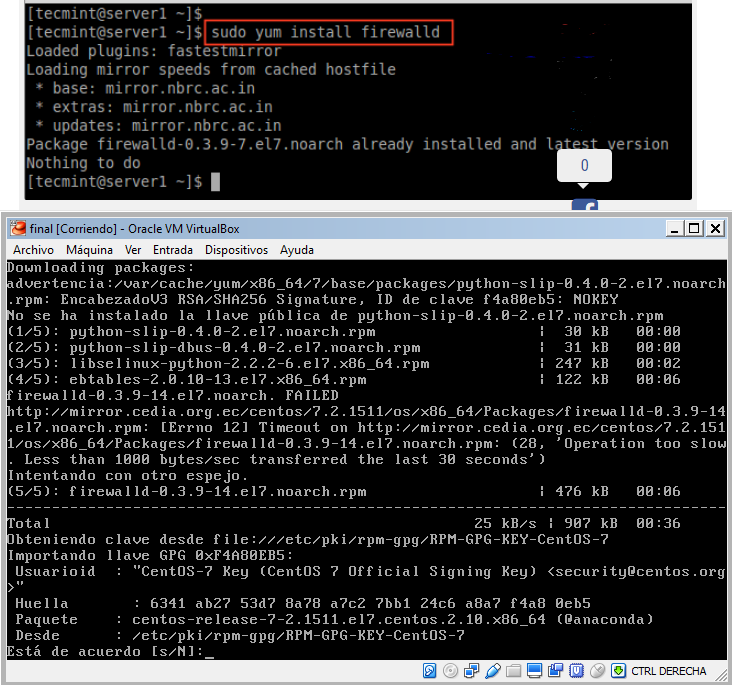 [tecmint@server1 ~]$
[tecmint@server1 ~]$ sudo yum install firewalld
Loaded plugins: fastestmirror
Loading mirror speeds from cached hostfile
* base: mirror.nbrc.ac.in
* extras: mirror.nbrc.ac.in
* updates: mirror.nbrc.ac.in
Package firewalld-0.3.9-7.el7.noarch already installed and latest version
Nothing to do
[tecmint@server1 ~]$
0
final [Corriendo] - Oracle VM VirtualBox
Archivo Máquina Ver Entrada Dispositivos Ayuda
Downloading packages:
advertencia:/var/cache/yum/x86_64/7/base/packages/python-slip-0.4.0-2.el7.noarch
.rpm: EncabezadoV3 RSA/SHA256 Signature, ID de clave f4a80eb5: NOKEY
No se ha instalado la llave pública de python-slip-0.4.0-2.el7.noarch.rpm
(1/5): python-slip-0.4.0-2.el7.noarch.rpm | 30 kB 00:00
(2/5): python-slip-dbus-0.4.0-2.el7.noarch.rpm | 31 kB 00:00
(3/5): libselinux-python-2.2.2-6.el7.x86_64.rpm | 247 kB 00:02
(4/5): ebtables-2.0.10-13.el7.x86_64.rpm | 122 kB 00:06
firewalld-0.3.9-14.el7.noarch. FAILED
http://mirror.cedia.org.ec/centos/7.2.1511/os/x86_64/Packages/firewalld-0.3.9-14
.el7.noarch.rpm: [Errno 12] Timeout on http://mirror.cedia.org.ec/centos/7.2.151
1/os/x86_64/Packages/firewalld-0.3.9-14.el7.noarch.rpm: (28, 'Operation too slow
. Less than 1000 bytes/sec transferred the last 30 seconds')
Intentando con otro espejo.
(5/5): firewalld-0.3.9-14.el7.noarch.rpm | 476 kB 00:06
--------------------------------------------------------------------------------
Total 25 kB/s | 907 kB 00:36
Obteniendo clave desde file:///etc/pki/rpm-gpg/RPM-GPG-KEY-CentOS-7
Importando llave GPG 0xF4A80EB5:
Usuarioid : "CentOS-7 Key (CentOS 7 Official Signing Key) <security@centos.org
>"
Huella : 6341 ab27 53d7 8a78 a7c2 7bb1 24c6 a8a7 f4a8 0eb5
Paquete : centos-release-7-2.1511.el7.centos.2.10.x86_64 (@anaconda)
Desde : /etc/pki/rpm-gpg/RPM-GPG-KEY-CentOS-7
Está de acuerdo [s/N]:_
CTRL DERECHA